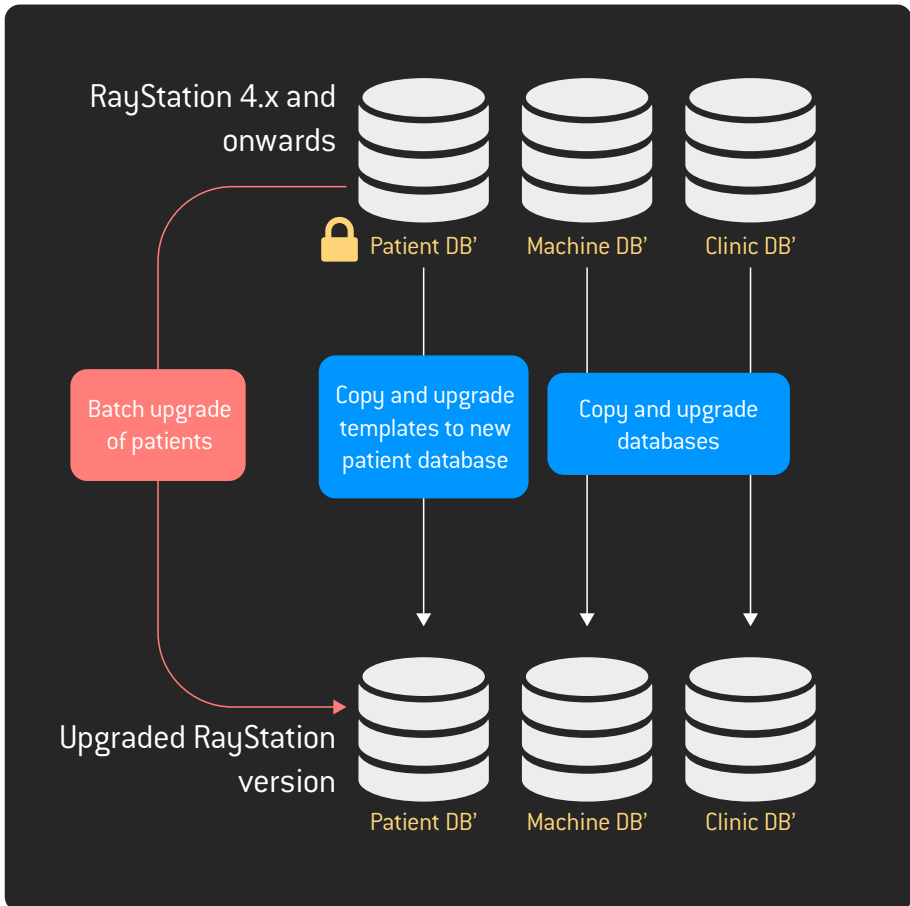 RayStation 4.x and
onwards
Patient DB’
Machine DB’
Clinic DB’
Batch upgrade
of patients
Copy and upgrade
templates to new
patient database
Copy and upgrade
databases
Upgraded RayStation
version
Patient DB’
Machine DB’
Clinic DB’